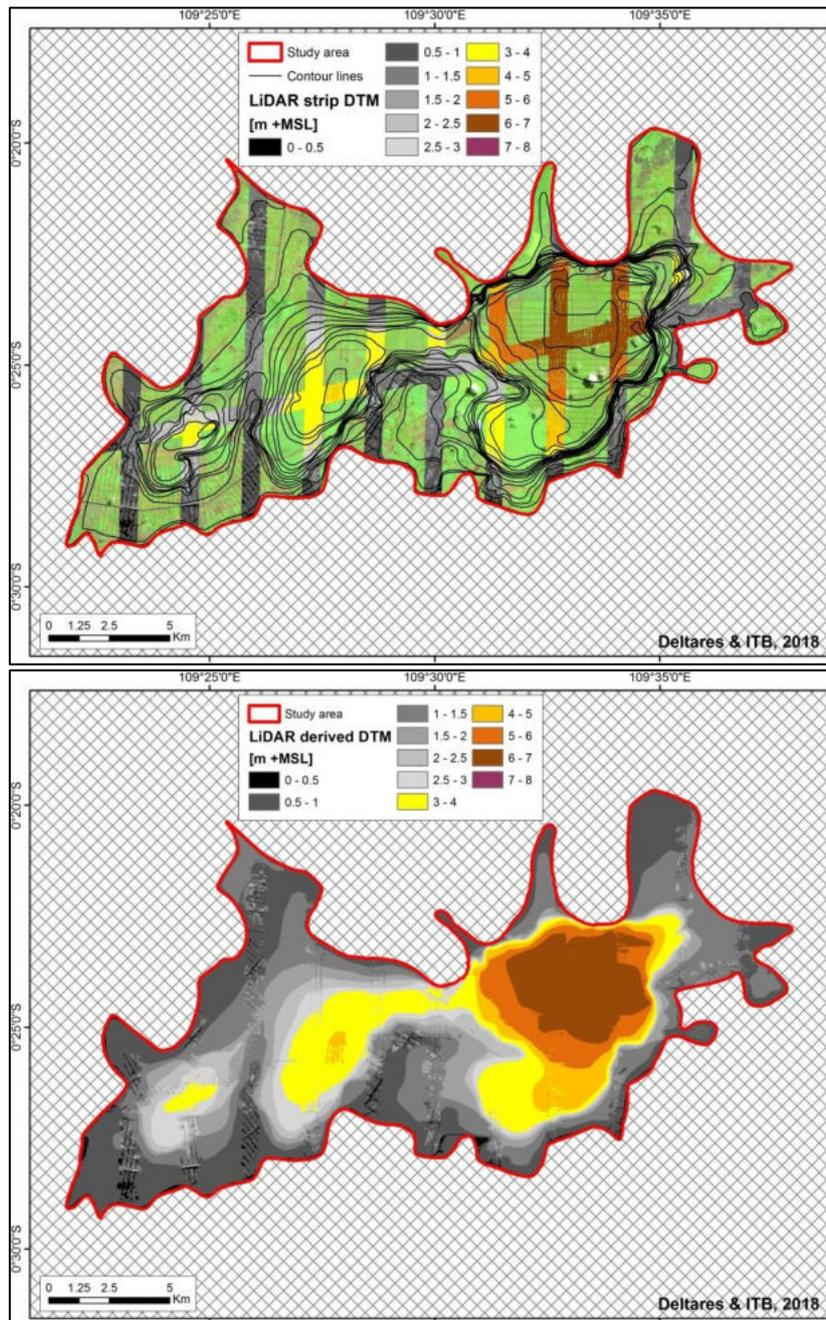 109°25'0"E 109°30'0"E 109°35'0"E
Study area
Contour lines
LiDAR strip DTM
[m +MSL]
0 - 0.5
0.5 - 1
1 - 1.5
1.5 - 2
2 - 2.5
2.5 - 3
3 - 4
4 - 5
5 - 6
6 - 7
7 - 8
0°20'0"S
0°25'0"S
0°30'0"S
0 1.25 2.5 5
Km
Deltares & ITB, 2018
109°25'0"E 109°30'0"E 109°35'0"E
Study area
LiDAR derived DTM
[m +MSL]
0 - 0.5
0.5 - 1
1 - 1.5
1.5 - 2
2 - 2.5
2.5 - 3
3 - 4
4 - 5
5 - 6
6 - 7
7 - 8
0°20'0"S
0°25'0"S
0°30'0"S
0 1.25 2.5 5
Km
Deltares & ITB, 2018